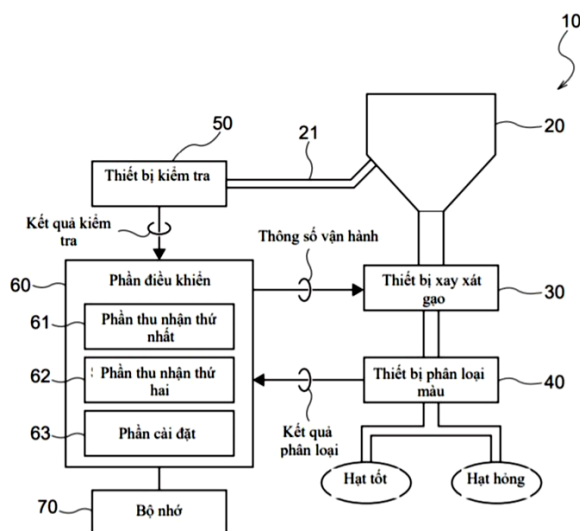 10
20
50
21
Thiết bị kiểm tra
Kết quả kiểm
tra
Thông số vận hành
60
Phần điều khiển
Thiết bị xay xát
gạo
30
61
Phần thu nhận thứ
nhất
62
Phần thu nhận thứ
hai
Thiết bị phân loại
màu
40
63
Phần cài đặt
Kết quả
phân loại
Hạt tốt
Hạt hỏng
70
Bộ nhớ